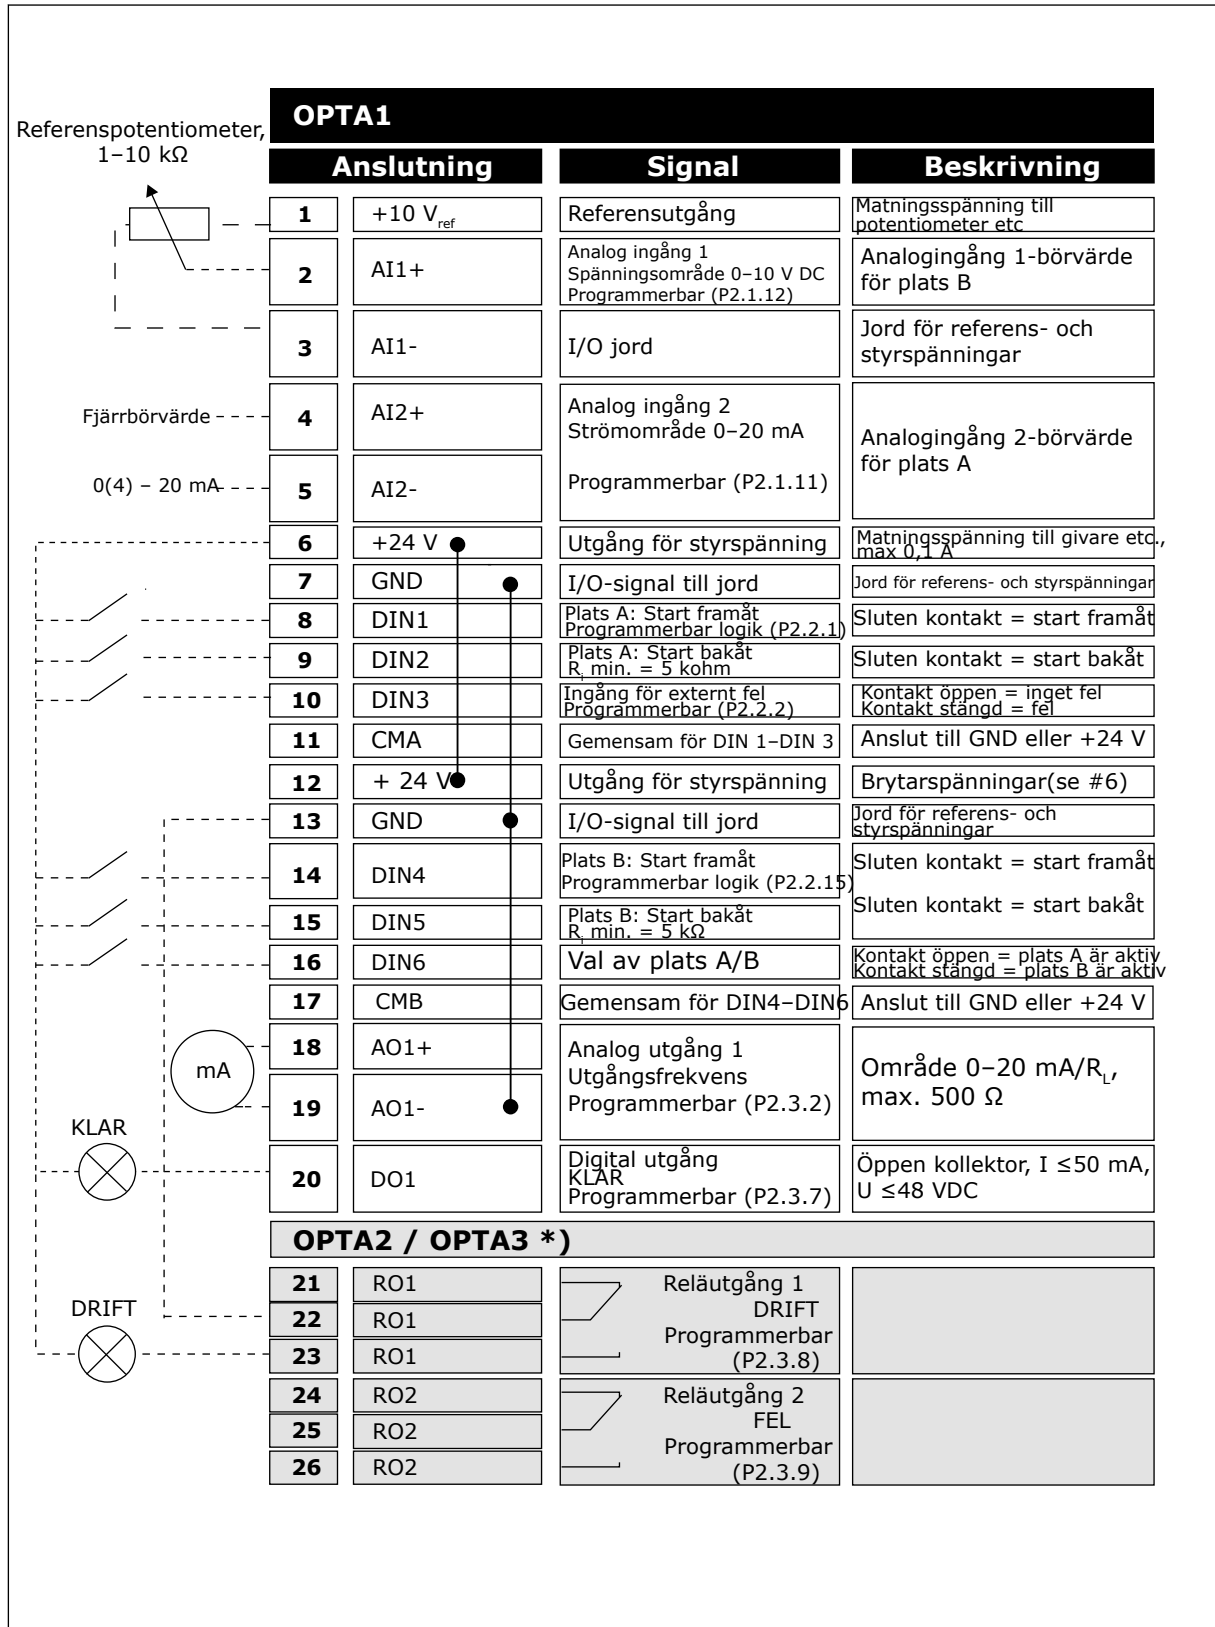 OPTA1
Referenspotentiometer,
1–10 kΩ
Anslutning Signal Beskrivning
1 +10 Vref Referensutgång Matningsspänning till
potentiometer etc
2 AI1+ Analog ingång 1
Spänningsområde 0–10 V DC
Programmerbar (P2.1.12)
Analogingång 1-börvärde
för plats B
3 AI1- I/O jord Jord för referens- och
styrspänningar
Fjärrbörvärde 4 AI2+ Analog ingång 2
Strömområde 0–20 mA
Programmerbar (P2.1.11)
Analogingång 2-börvärde
för plats A
0(4) – 20 mA 5 AI2-
6 +24 V Utgång för styrspänning Matningsspänning till givare etc.,
max 0,1 A
7 GND I/O-signal till jord Jord för referens- och styrspänningar
8 DIN1 Plats A: Start framåt
Programmerbar logik (P2.2.1)
Sluten kontakt = start framåt
9 DIN2 Plats A: Start bakåt
Ri min. = 5 kohm
Sluten kontakt = start bakåt
10 DIN3 Ingång för externt fel
Programmerbar (P2.2.2)
Kontakt öppen = inget fel
Kontakt stängd = fel
11 CMA Gemensam för DIN 1–DIN 3 Anslut till GND eller +24 V
12 + 24 V Utgång för styrspänning Brytarspänningar(se #6)
13 GND I/O-signal till jord Jord för referens- och
styrspänningar
14 DIN4 Plats B: Start framåt
Programmerbar logik (P2.2.15)
Sluten kontakt = start framåt
15 DIN5 Plats B: Start bakåt
Ri min. = 5 kΩ
Sluten kontakt = start bakåt
16 DIN6 Val av plats A/B Kontakt öppen = plats A är aktiv
Kontakt stängd = plats B är aktiv
17 CMB Gemensam för DIN4–DIN6 Anslut till GND eller +24 V
mA
18 AO1+ Analog utgång 1
Utgångsfrekvens
Programmerbar (P2.3.2)
Område 0–20 mA/RL,
max. 500 Ω
19 AO1-
KLAR
20 DO1 Digital utgång
KLAR
Programmerbar (P2.3.7)
Öppen kollektor, I ≤50 mA,
U ≤48 VDC
OPTA2 / OPTA3 *)
21 RO1 Reläutgång 1
DRIFT
22 RO1 DRIFT
Programmerbar
23 RO1 (P2.3.8)
24 RO2 Reläutgång 2
25 RO2 FEL
Programmerbar
26 RO2 (P2.3.9)